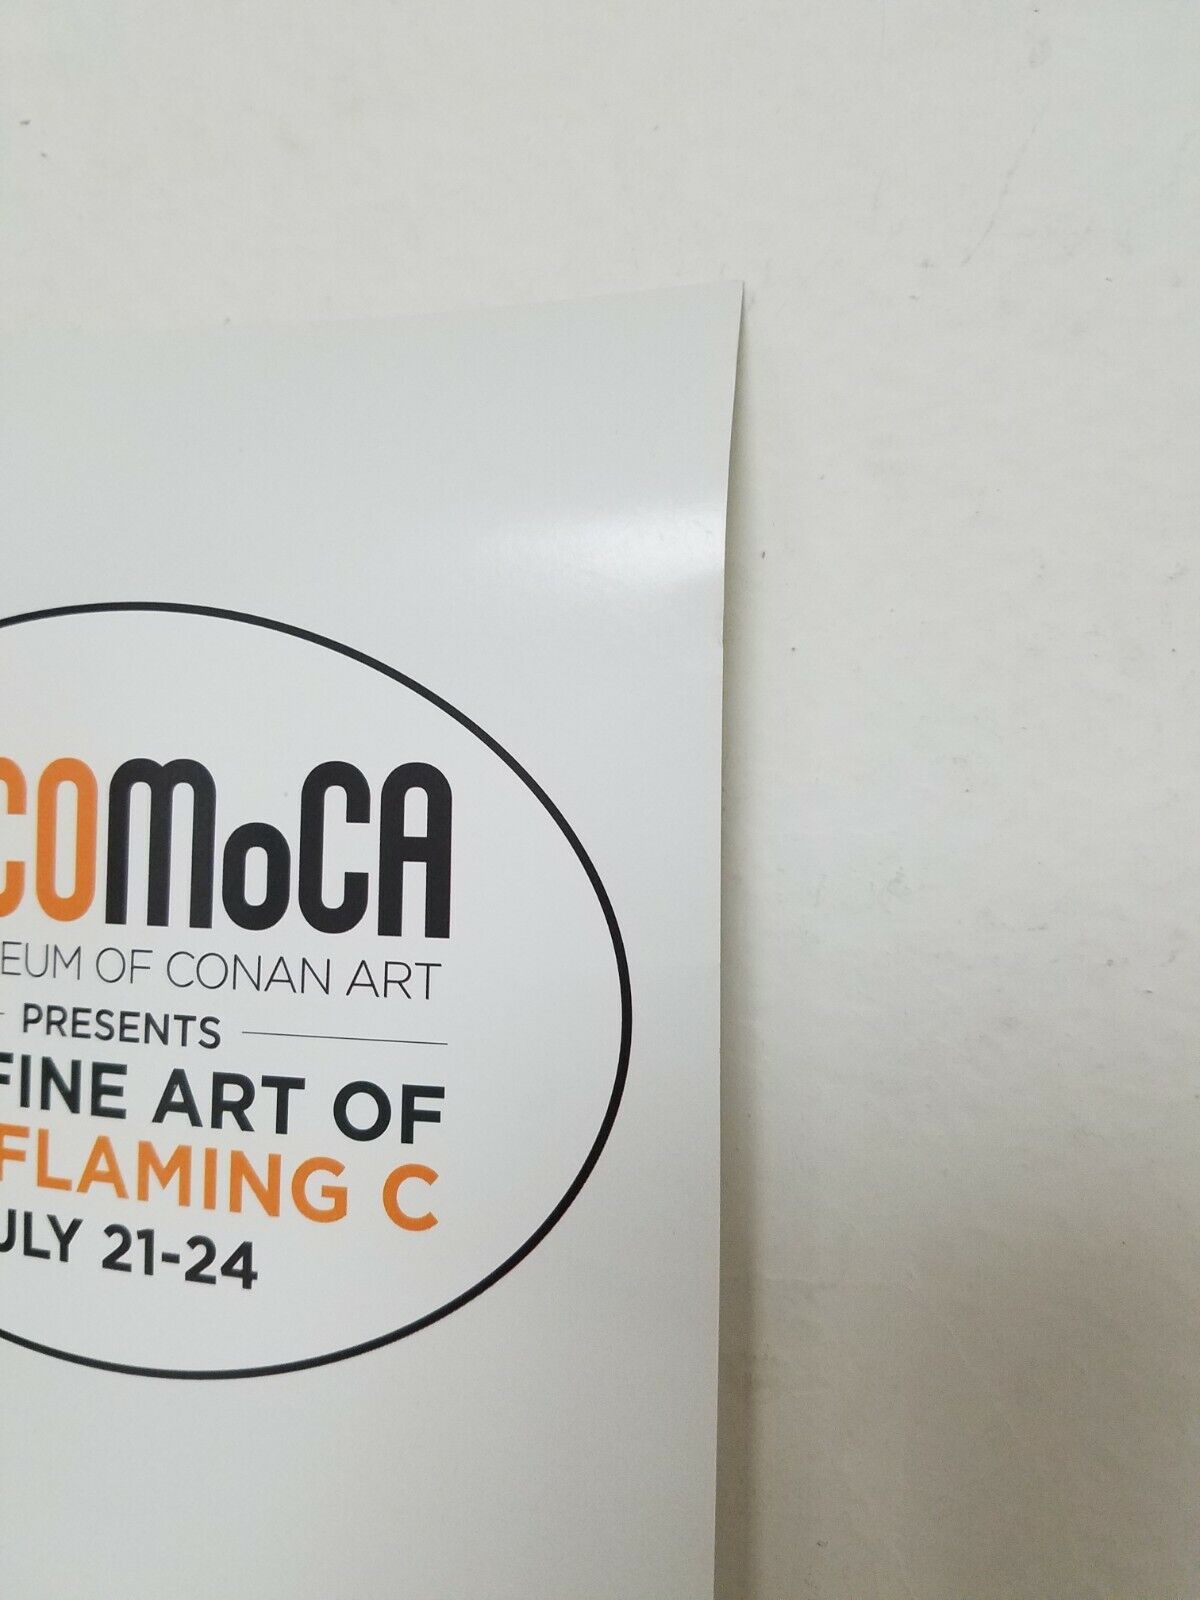 COMoCA
EUM OF CONAN ART
PRESENTS
FINE ART OF
FLAMING C
ULY 21-24